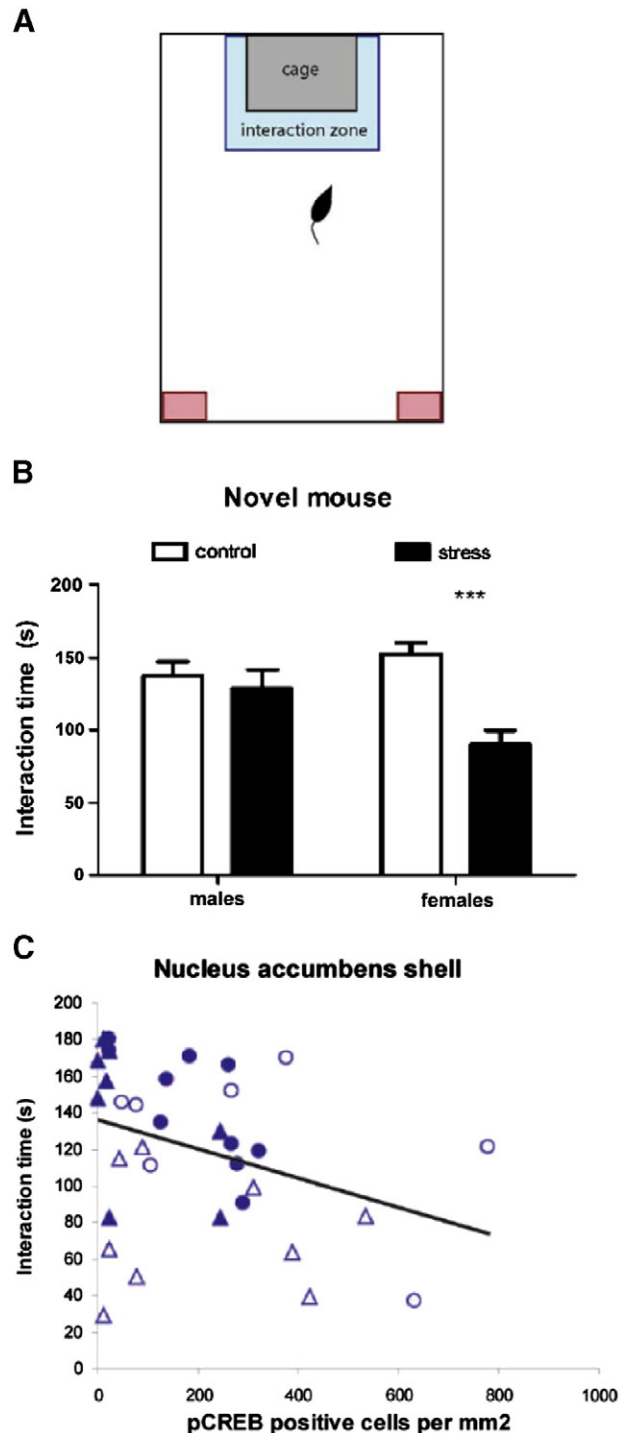 A
cage
interaction zone
B
Novel mouse
control
stress
***
200
150
100
50
0
Interaction time (s)
males
females
C
Nucleus accumbens shell
200
180
160
140
120
100
80
60
40
20
0
Interaction time (s)
0
200
400
600
800
1000
pCREB positive cells per mm2